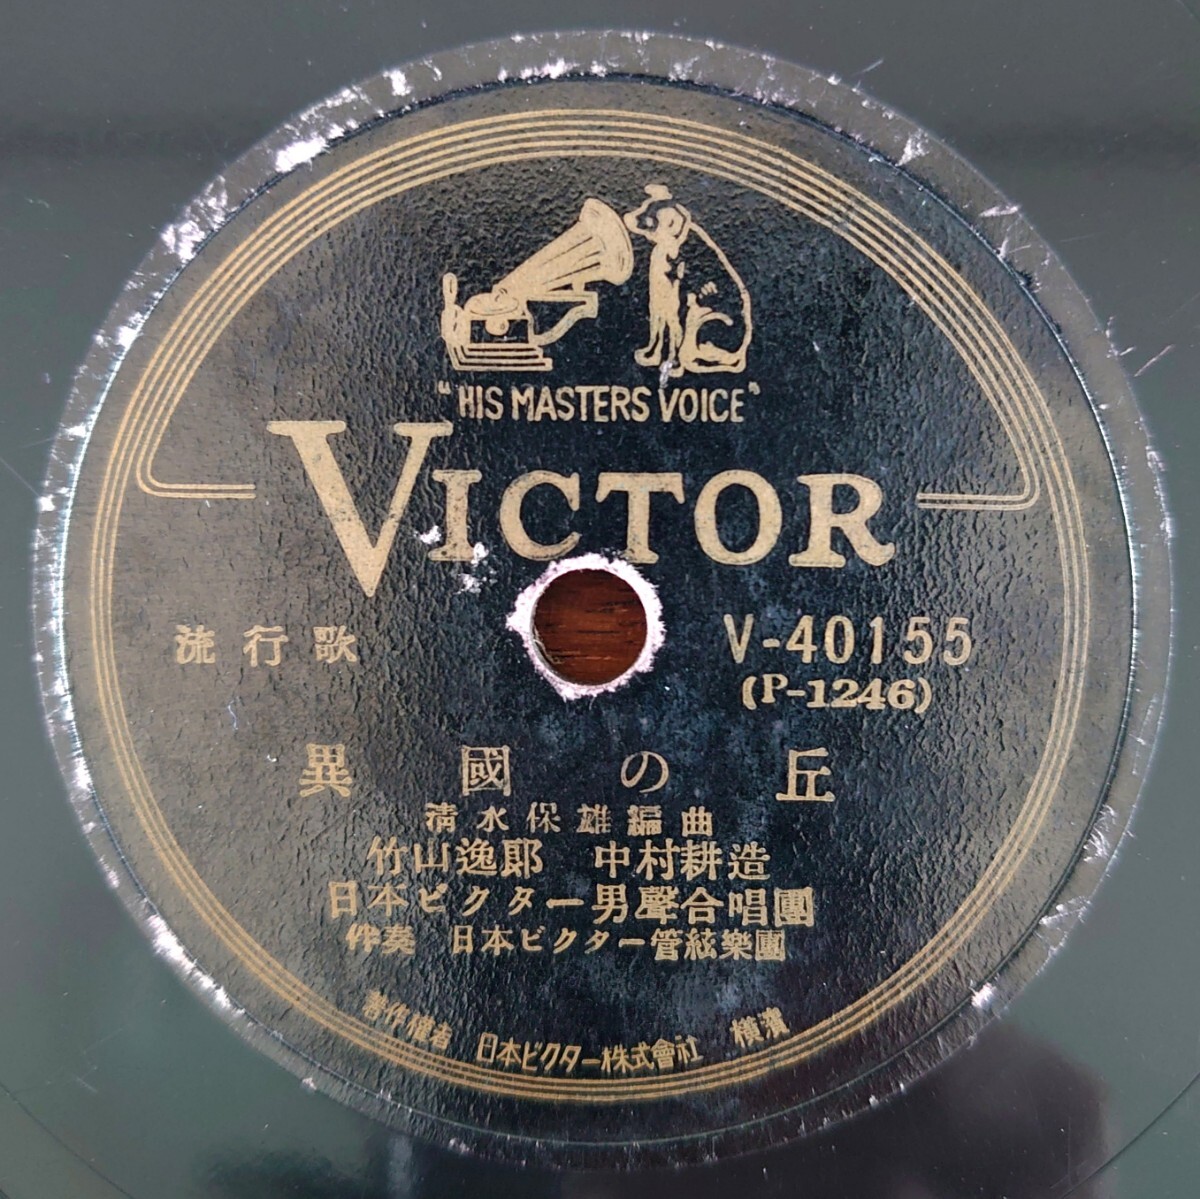 "HIS MASTERS VOICE"
VICTOR
流行歌
V-40155
(P-1246)
異國の丘
清水保雄編曲
竹山逸郎 中村耕造
日本ビクター男聲合唱團
伴奏 日本ビクター管絃樂團
著作権者 日本ビクター株式會社 横濱